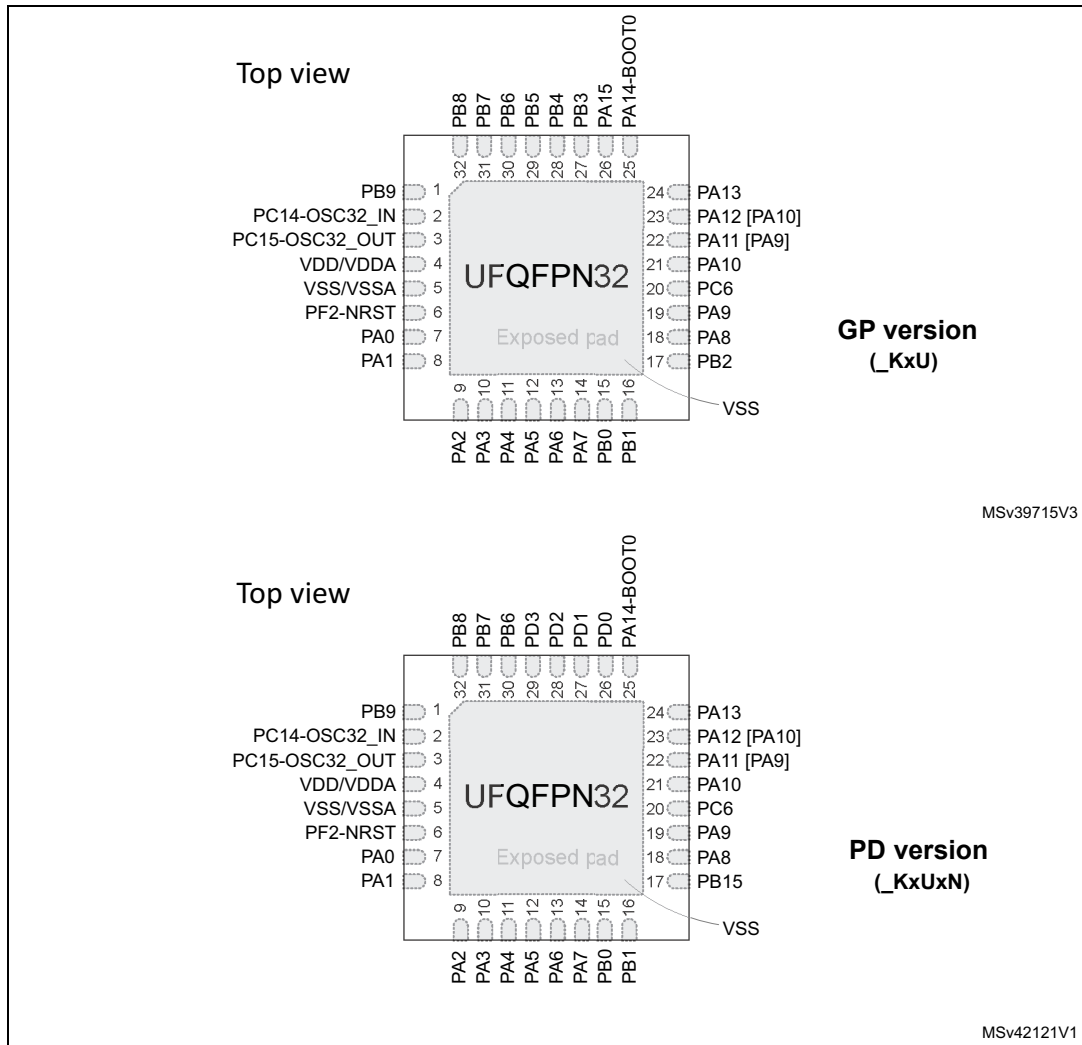 Top view
PB8
PB7
PB6
PB5
PB4
PB3
PA15
PA14-BOOT0
32
31
30
29
28
27
26
25
PB9 1
PC14-OSC32_IN 2
PC15-OSC32_OUT 3
VDD/VDDA 4
VSS/VSSA 5
PF2-NRST 6
PA0 7
PA1 8
UFQFPN32
Exposed pad
24 PA13
23 PA12 [PA10]
22 PA11 [PA9]
21 PA10
20 PC6
19 PA9
18 PA8
17 PB2
VSS
9
10
11
12
13
14
15
16
PA2
PA3
PA4
PA5
PA6
PA7
PB0
PB1
GP version
(_KxU)
MSv39715V3
Top view
PB8
PB7
PB6
PD3
PD2
PD1
PD0
PA14-BOOT0
32
31
30
29
28
27
26
25
PB9 1
PC14-OSC32_IN 2
PC15-OSC32_OUT 3
VDD/VDDA 4
VSS/VSSA 5
PF2-NRST 6
PA0 7
PA1 8
UFQFPN32
Exposed pad
24 PA13
23 PA12 [PA10]
22 PA11 [PA9]
21 PA10
20 PC6
19 PA9
18 PA8
17 PB15
VSS
9
10
11
12
13
14
15
16
PA2
PA3
PA4
PA5
PA6
PA7
PB0
PB1
PD version
(_KxUxN)
MSv42121V1